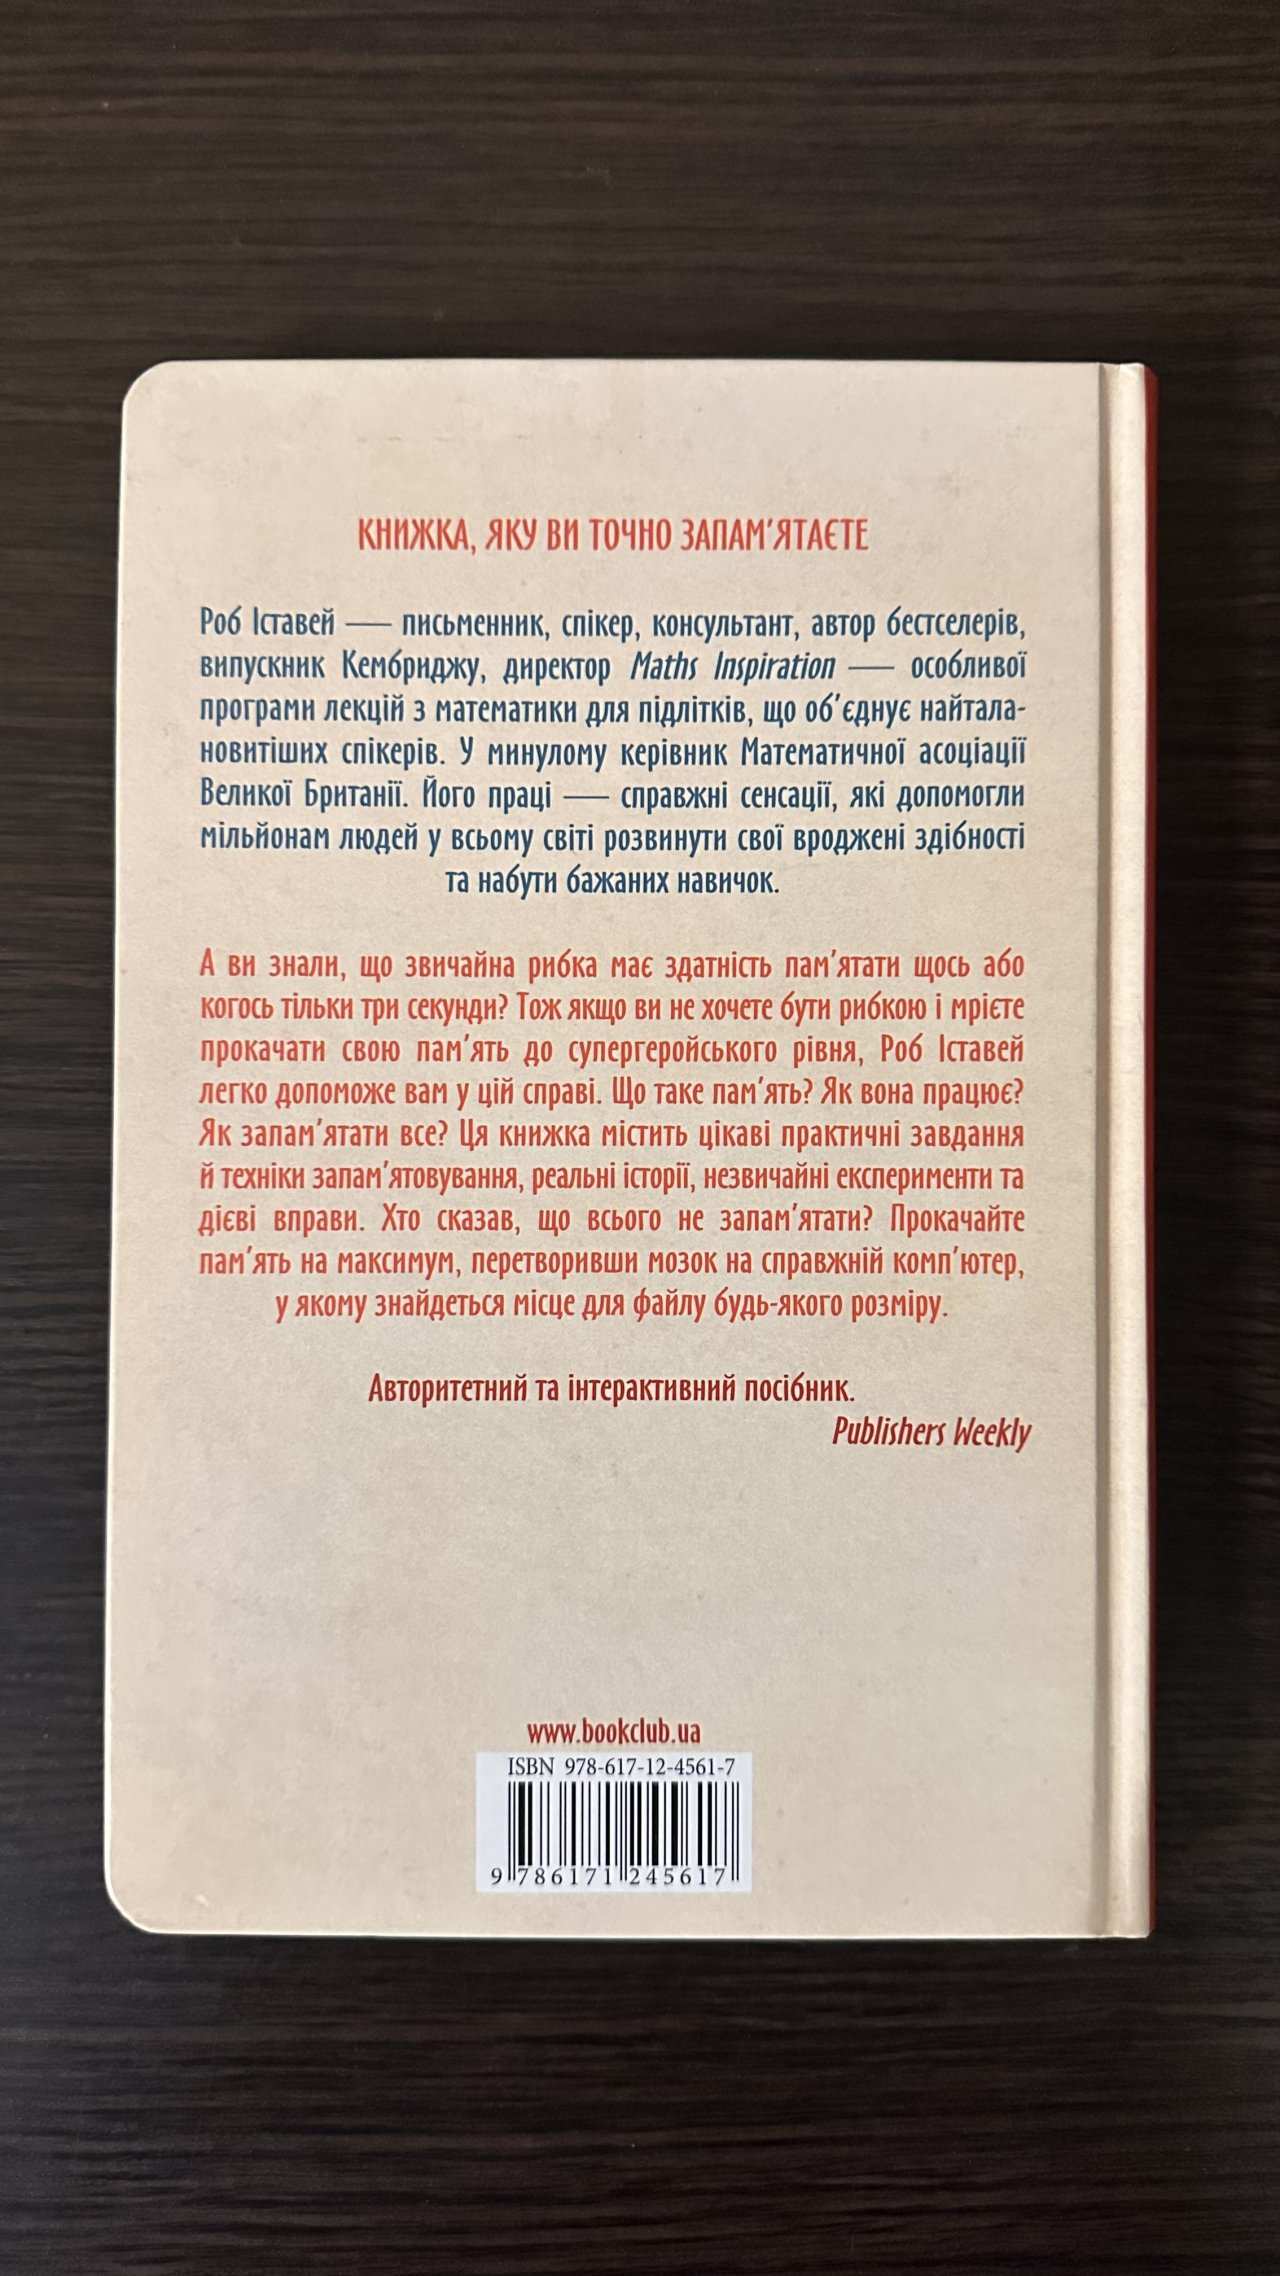 КНИЖКА, ЯКУ ВИ ТОЧНО ЗАПАМ'ЯТАЄТЕ
Роб Іставей — письменник, спікер, консультант, автор бестселерів,
випускник Кембриджу, директор Maths Inspiration — особливої
програми лекцій з математики для підлітків, що об'єднує найтала-
новитіших спікерів. У минулому керівник Математичної асоціації
Великої Британії. Його праці — справжні сенсації, які допомогли
мільйонам людей у всьому світі розвинути свої вроджені здібності
та набути бажаних навичок.
А ви знали, що звичайна рибка має здатність пам'ятати щось або
когось тільки три секунди? Тож якщо ви не хочете бути рибкою і мрієте
прокачати свою пам'ять до супергеройського рівня, Роб Іставей
легко допоможе вам у цій справі. Що таке пам'ять? Як вона працює?
Як запам'ятати все? Ця книжка містить цікаві практичні завдання
й техніки запам'ятовування, реальні історії, незвичайні експерименти та
дієві вправи. Хто сказав, що всього не запам'ятати? Прокачайте
пам'ять на максимум, перетворивши мозок на справжній комп'ютер,
у якому знайдеться місце для файлу будь-якого розміру.
Авторитетний та інтерактивний посібник.
Publishers Weekly
www.bookclub.ua
ISBN 978-617-12-4561-7
9 786171 245617